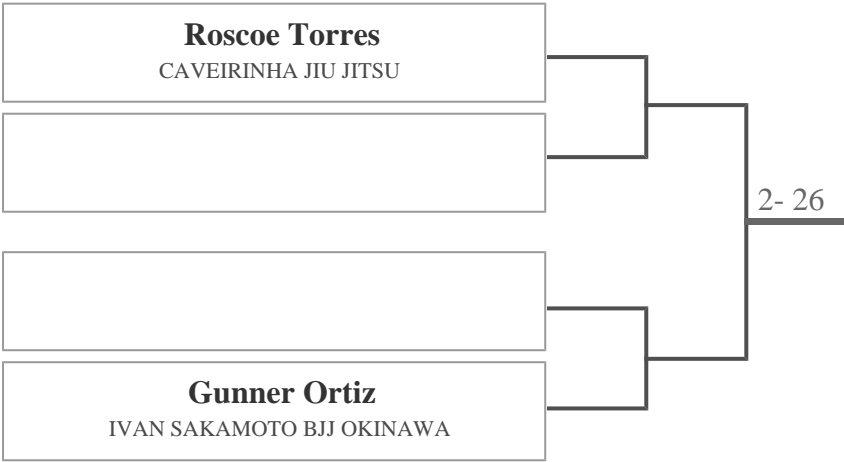 Roscoe Torres
CAVEIRINHA JIU JITSU
2- 26
Gunner Ortiz
IVAN SAKAMOTO BJJ OKINAWA